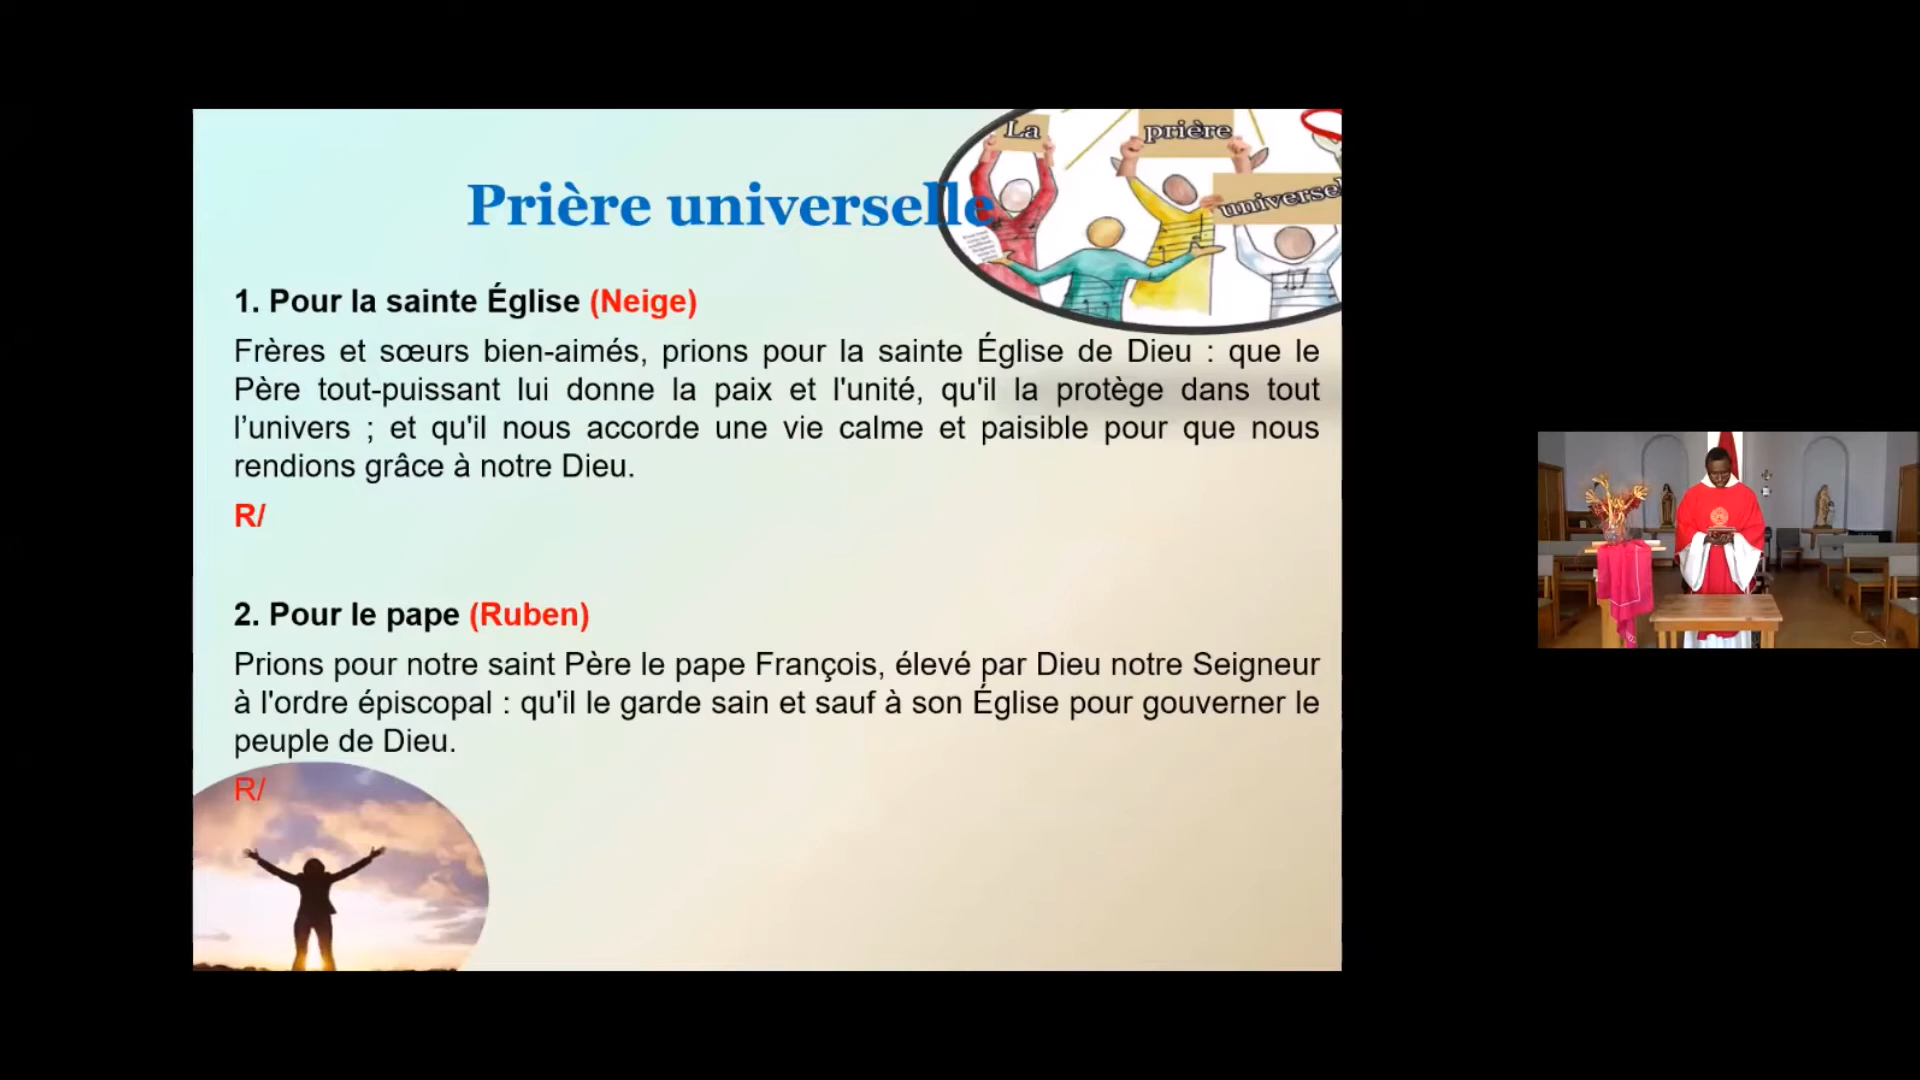 La
prière
universel
Prière universelle
1. Pour la sainte Église (Neige)
Frères et sœurs bien-aimés, prions pour la sainte Église de Dieu : que le
Père tout-puissant lui donne la paix et l'unité, qu'il la protège dans tout
l’univers ; et qu'il nous accorde une vie calme et paisible pour que nous
rendions grâce à notre Dieu.
R/
2. Pour le pape (Ruben)
Prions pour notre saint Père le pape François, élevé par Dieu notre Seigneur
à l'ordre épiscopal : qu'il le garde sain et sauf à son Église pour gouverner le
peuple de Dieu.
R/